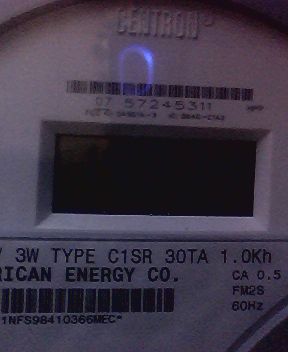 CENTRON
07 57245311
V 3W TYPE C1SR 30TA 1.0Kh
RICAN ENERGY CO. CA 0.5
FM2S
60Hz
1NFS98410366MEC*